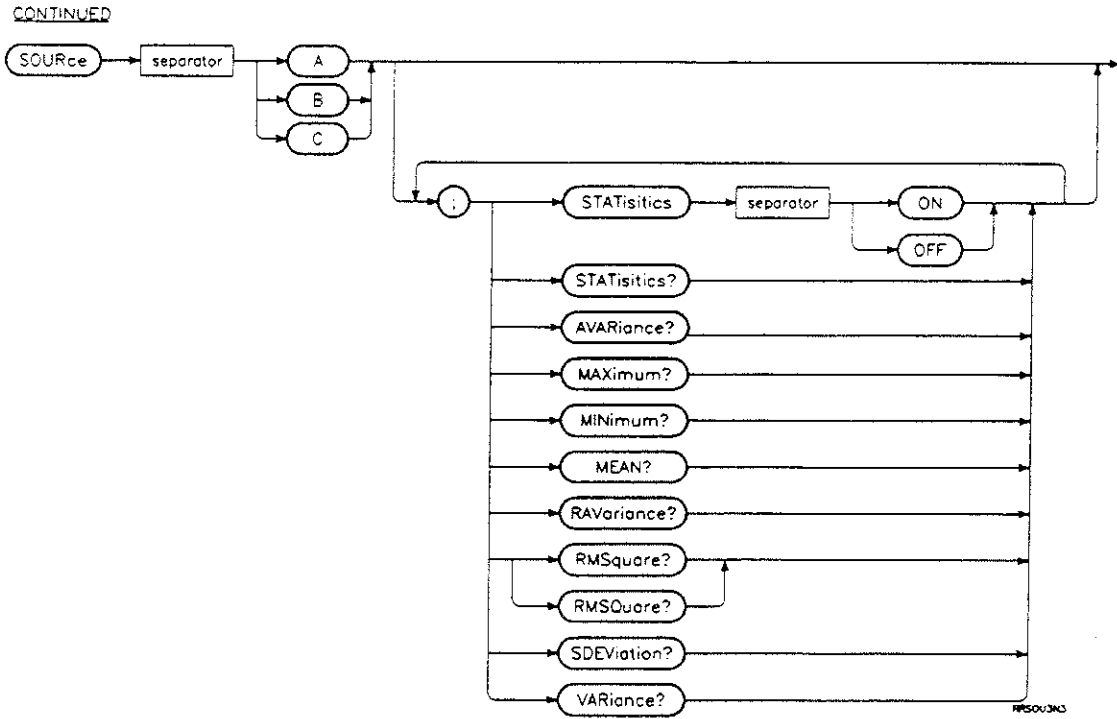 CONTINUED
SOURce separator A
B
C
; STATisitics separator ON
OFF
STATisitics?
AVARiance?
MAXimum?
MINimum?
MEAN?
RAVariance?
RMSquare?
RMSQuare?
SDEViation?
VARiance?